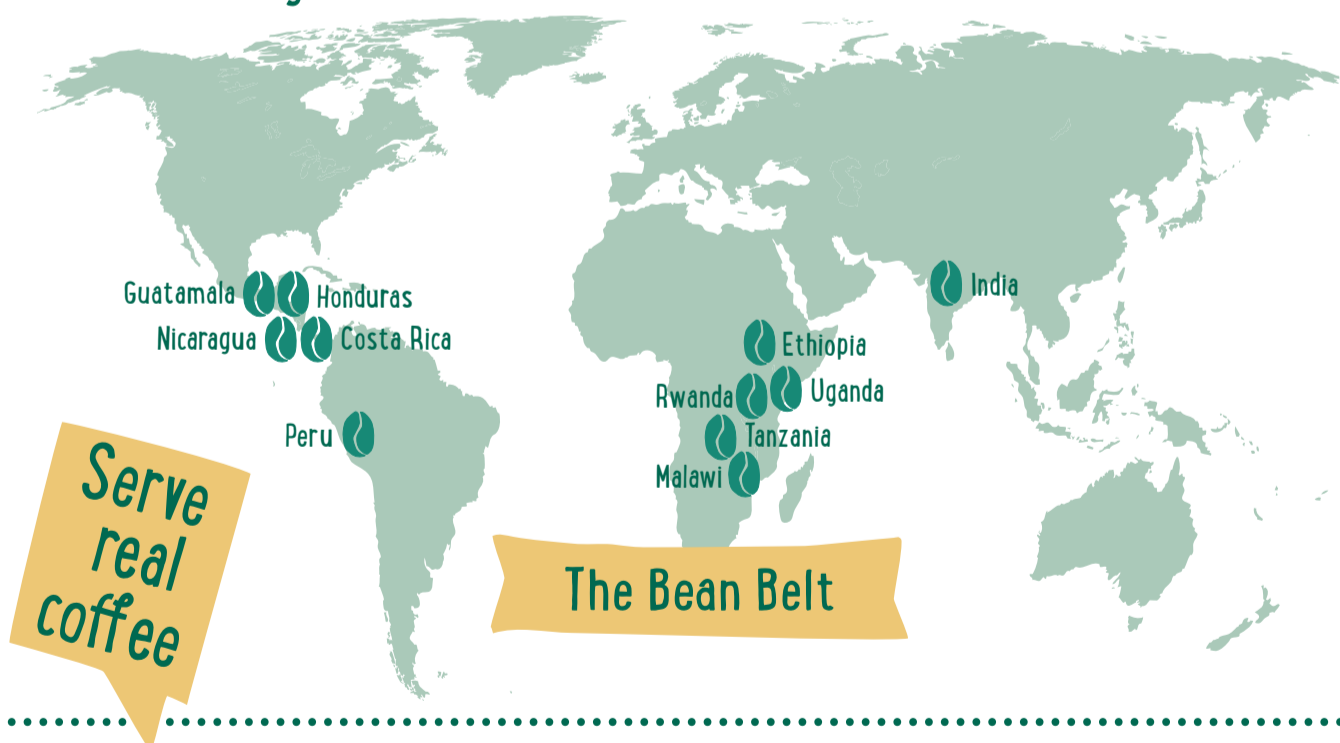 Guatamala
Honduras
Nicaragua
Costa Rica
Peru
India
Ethiopia
Rwanda
Uganda
Tanzania
Malawi
Serve
real
coffee
The Bean Belt